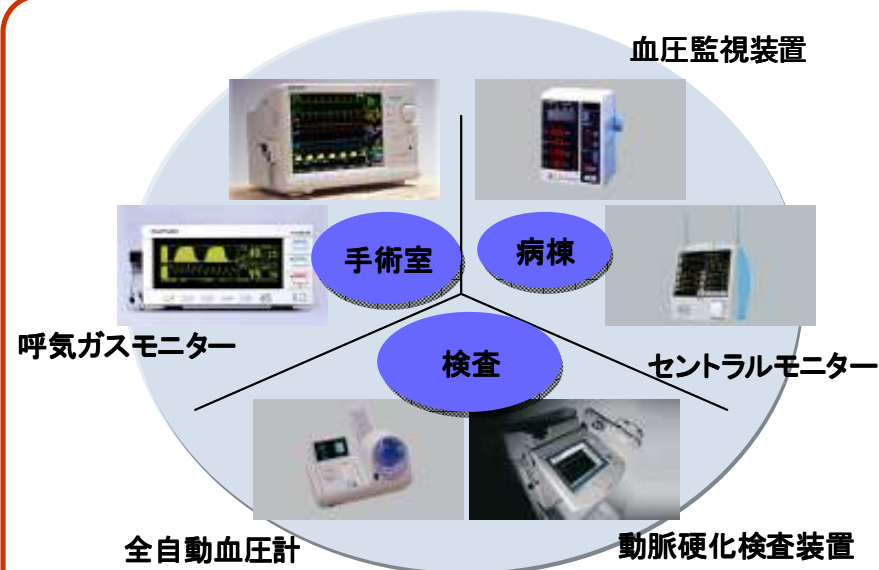 血圧監視装置
手術室
病棟
呼気ガスモニター
検査
セントラルモニター
全自動血圧計
動脈硬化検査装置